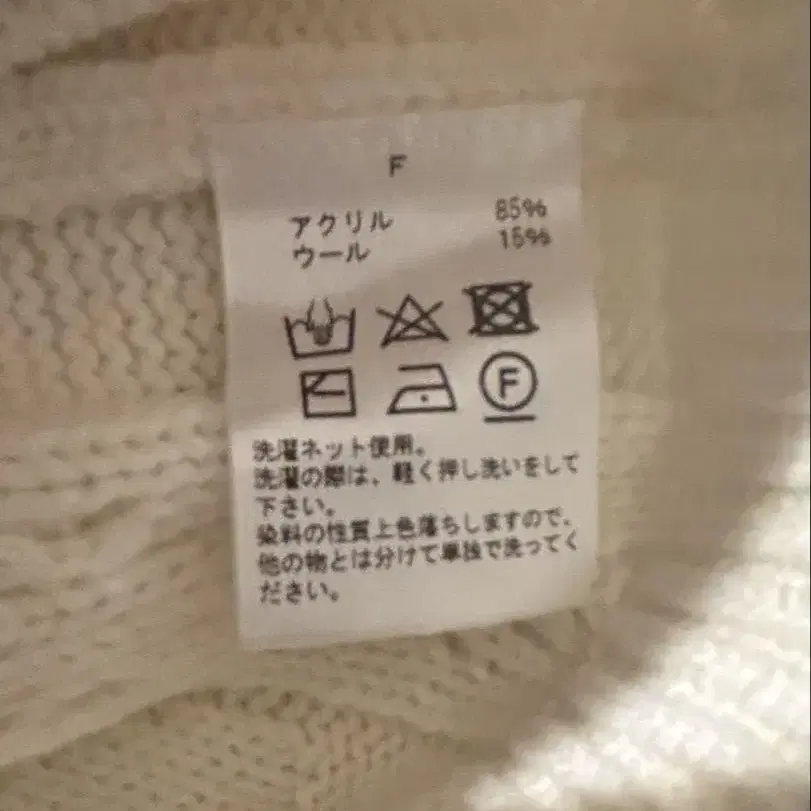 F
アクリル 85%
ウール 15%
F
洗濯ネット使用。
洗濯の際は、軽く押し洗いをして
下さい。
染料の性質上色落ちしますので、
他の物とは分けて単独で洗ってく
ださい。